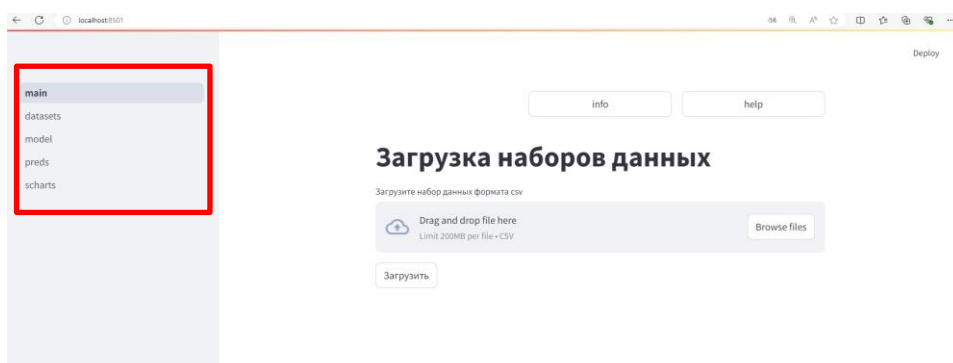 localhost:8501
Deploy
main
datasets
model
preds
scharts
info
help
Загрузка наборов данных
Загрузите набор данных формата csv
Drag and drop file here
Limit 200MB per file • CSV
Browse files
Загрузить